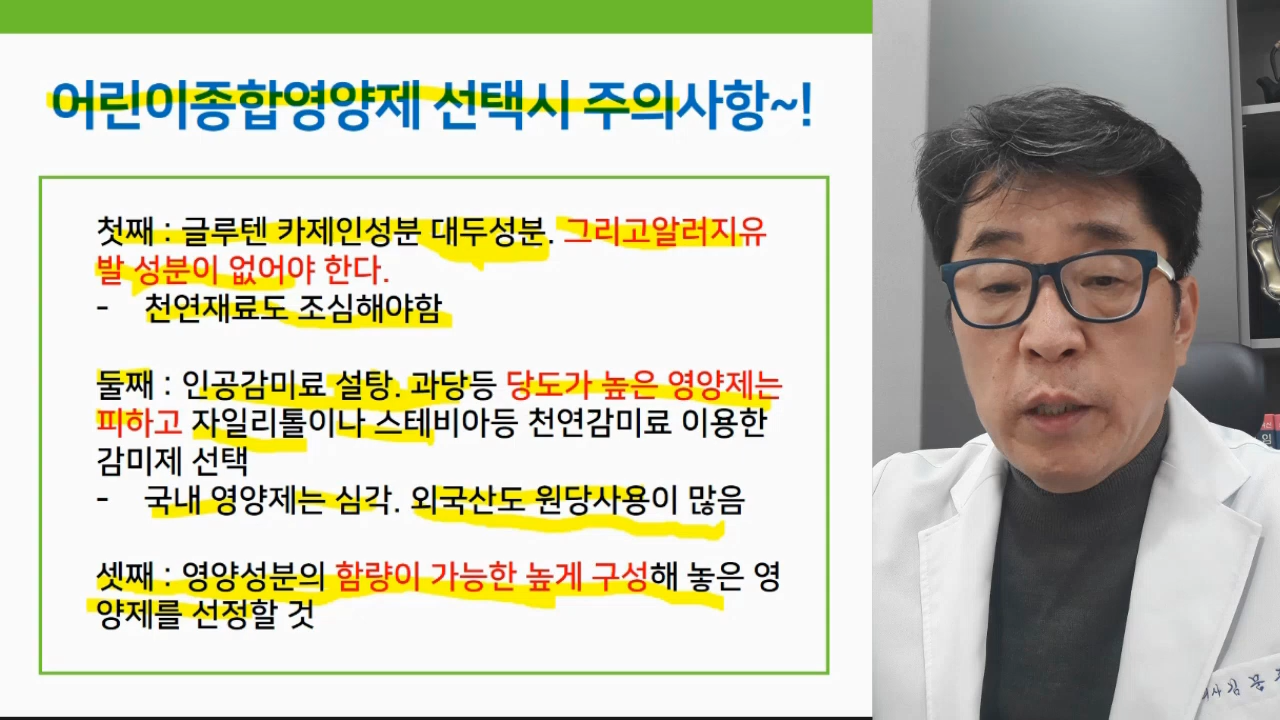 어린이종합영양제 선택시 주의사항~!
첫째 : 글루텐 카제인성분 대두성분. 그리고알러지유
발 성분이 없어야 한다.
- 천연재료도 조심해야함
둘째 : 인공감미료 설탕. 과당등 당도가 높은 영양제는
피하고 자일리톨이나 스테비아등 천연감미료 이용한
감미제 선택
- 국내 영양제는 심각. 외국산도 원당사용이 많음
셋째 : 영양성분의 함량이 가능한 높게 구성해 놓은 영
양제를 선정할 것